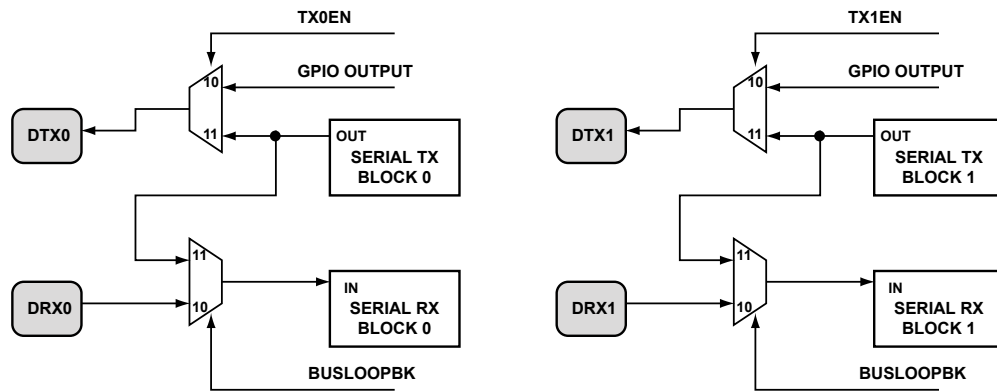 TX0EN
GPIO OUTPUT
10
11
DTX0
OUT
SERIAL TX
BLOCK 0
11
10
DRX0
IN
SERIAL RX
BLOCK 0
BUSLOOPBK
TX1EN
GPIO OUTPUT
10
11
DTX1
OUT
SERIAL TX
BLOCK 1
11
10
DRX1
IN
SERIAL RX
BLOCK 1
BUSLOOPBK